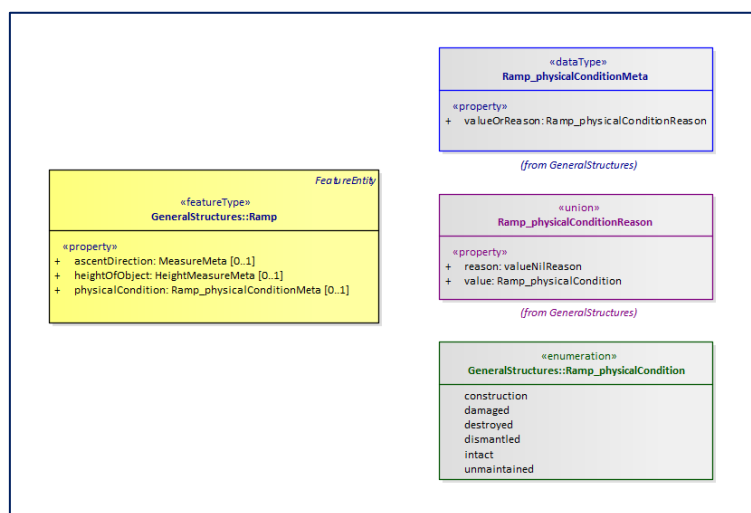 FeatureEntity
«featureType»
GeneralStructures::Ramp
«property»
+ ascentDirection: MeasureMeta [0..1]
+ heightOfObject: HeightMeasureMeta [0..1]
+ physicalCondition: Ramp_physicalConditionMeta [0..1]
«dataType»
Ramp_physicalConditionMeta
«property»
+ valueOrReason: Ramp_physicalConditionReason
(from GeneralStructures)
«union»
Ramp_physicalConditionReason
«property»
+ reason: valueNilReason
+ value: Ramp_physicalCondition
(from GeneralStructures)
«enumeration»
GeneralStructures::Ramp_physicalCondition
construction
damaged
destroyed
dismantled
intact
unmaintained